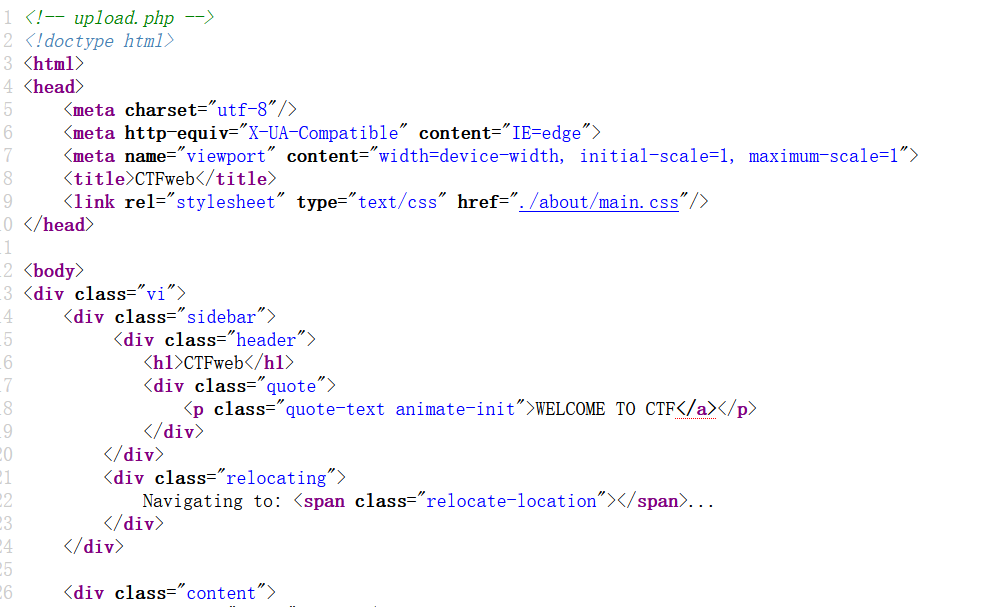 1 <!-- upload.php -->
2 <!doctype html>
3 <html>
4 <head>
5 <meta charset="utf-8"/>
6 <meta http-equiv="X-UA-Compatible" content="IE=edge">
7 <meta name="viewport" content="width=device-width, initial-scale=1, maximum-scale=1">
8 <title>CTFweb</title>
9 <link rel="stylesheet" type="text/css" href="./about/main.css"/>
0 </head>
1
2 <body>
3 <div class="vi">
4 <div class="sidebar">
5 <div class="header">
6 <h1>CTFweb</h1>
7 <div class="quote">
8 <p class="quote-text animate-init">WELCOME TO CTF</a></p>
9 </div>
20 </div>
21 <div class="relocating">
22 Navigating to: <span class="relocate-location"></span>...
23 </div>
24 </div>
25
26 <div class="content">